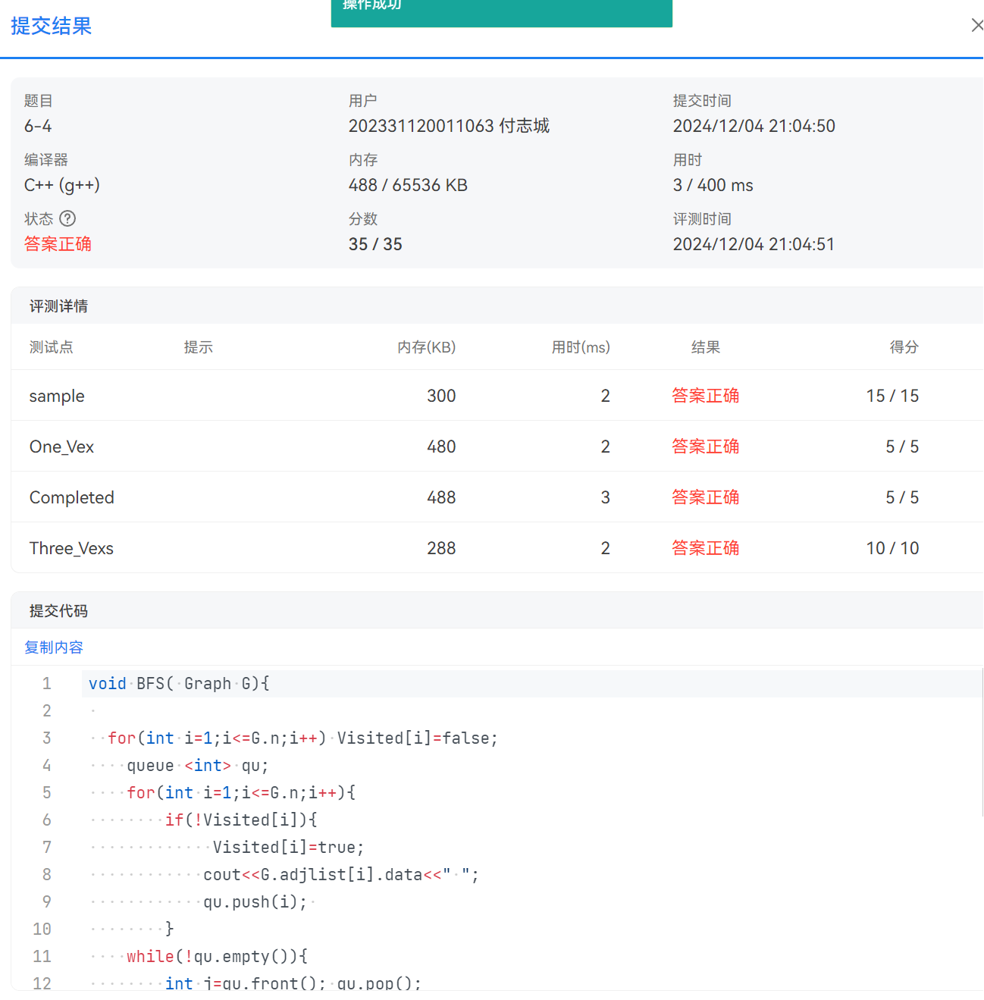 操作成功
提交结果
题目 用户 提交时间
6-4 202331120011063 付志城 2024/12/04 21:04:50
编译器 内存 用时
C++ (g++) 488 / 65536 KB 3 / 400 ms
状态 ? 分数 评测时间
答案正确 35 / 35 2024/12/04 21:04:51
评测详情
测试点 提示 内存(KB) 用时(ms) 结果 得分
sample 300 2 答案正确 15 / 15
One_Vex 480 2 答案正确 5 / 5
Completed 488 3 答案正确 5 / 5
Three_Vexs 288 2 答案正确 10 / 10
提交代码
复制内容
1 void BFS( Graph G){
2
3 for(int i=1;i<=G.n;i++) Visited[i]=false;
4 queue <int> qu;
5 for(int i=1;i<=G.n;i++){
6 if(!Visited[i]){
7 Visited[i]=true;
8 cout<<G.adjlist[i].data<<" ";
9 qu.push(i);
10 }
11 while(!qu.empty()){
12 int j=qu.front(); qu.pop();